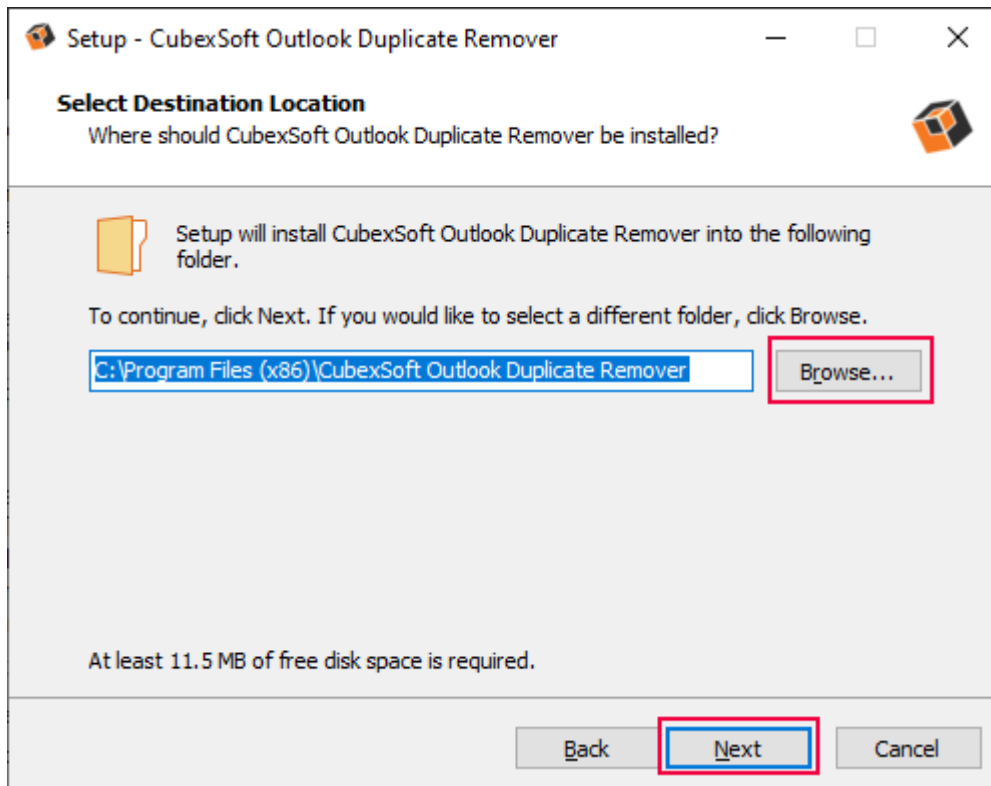 Setup - CubexSoft Outlook Duplicate Remover
Select Destination Location
Where should CubexSoft Outlook Duplicate Remover be installed?
Setup will install CubexSoft Outlook Duplicate Remover into the following
folder.
To continue, click Next. If you would like to select a different folder, click Browse.
C:\Program Files (x86)\CubexSoft Outlook Duplicate Remover
Browse...
At least 11.5 MB of free disk space is required.
Back
Next
Cancel